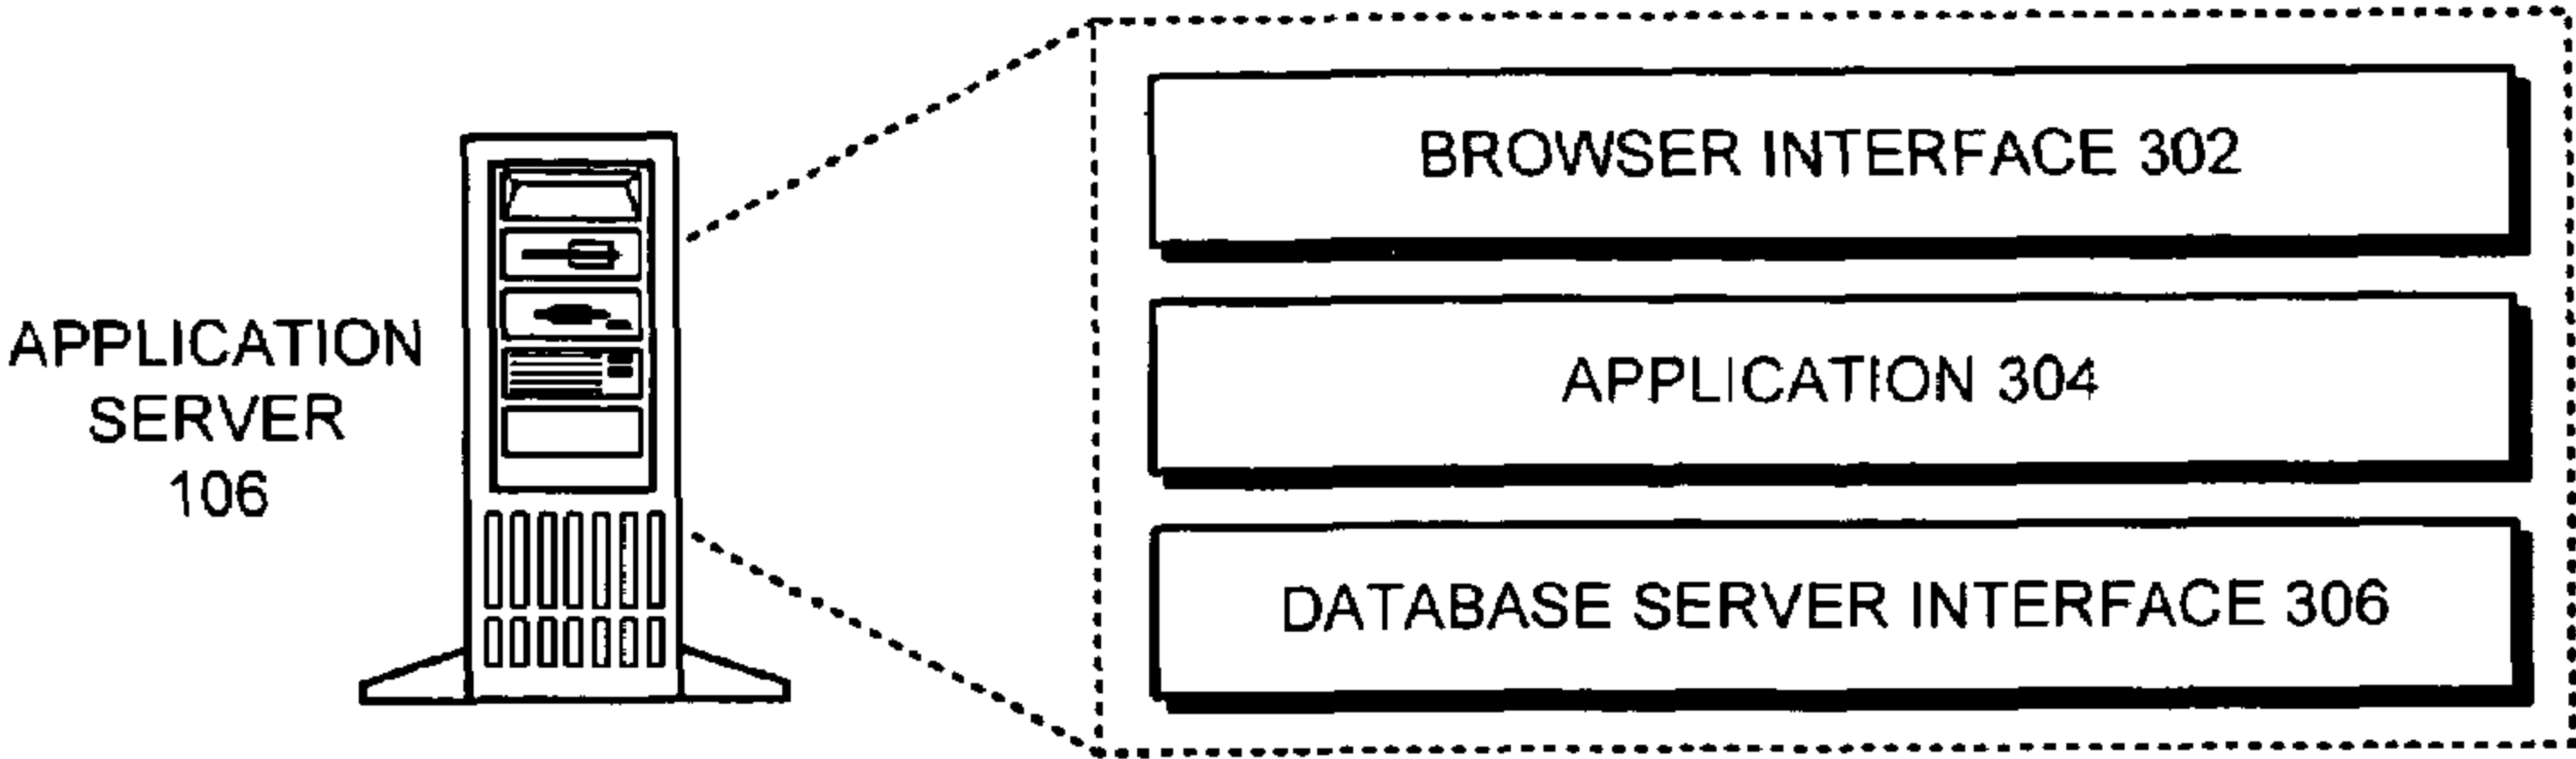 APPLICATION
SERVER
106
BROWSER INTERFACE 302
APPLICATION 304
DATABASE SERVER INTERFACE 306